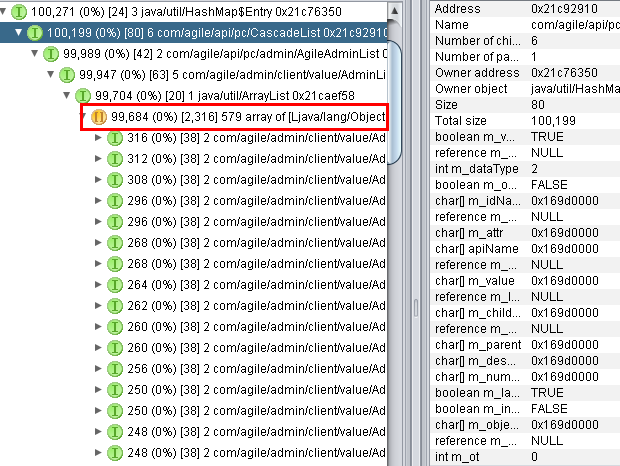 100,271 (0%) [24] 3 java/util/HashMap$Entry 0x21c76350
100,199 (0%) [80] 6 com/agile/api/pc/CascadeList 0x21c92910
99,989 (0%) [42] 2 com/agile/api/pc/admin/AgileAdminList 0
99,947 (0%) [63] 5 com/agile/admin/client/value/AdminLi
99,704 (0%) [20] 1 java/util/ArrayList 0x21caef58
99,684 (0%) [2,316] 579 array of [Ljava/lang/Object
316 (0%) [38] 2 com/agile/admin/client/value/Ad
312 (0%) [38] 2 com/agile/admin/client/value/Ad
308 (0%) [38] 2 com/agile/admin/client/value/Ad
296 (0%) [38] 2 com/agile/admin/client/value/Ad
296 (0%) [38] 2 com/agile/admin/client/value/Ad
268 (0%) [38] 2 com/agile/admin/client/value/Ad
268 (0%) [38] 2 com/agile/admin/client/value/Ad
264 (0%) [38] 2 com/agile/admin/client/value/Ad
262 (0%) [38] 2 com/agile/admin/client/value/Ad
260 (0%) [38] 2 com/agile/admin/client/value/Ad
260 (0%) [38] 2 com/agile/admin/client/value/Ad
256 (0%) [38] 2 com/agile/admin/client/value/Ad
250 (0%) [38] 2 com/agile/admin/client/value/Ad
250 (0%) [38] 2 com/agile/admin/client/value/Ad
248 (0%) [38] 2 com/agile/admin/client/value/Ad
248 (0%) [38] 2 com/agile/admin/client/value/Ad
Address 0x21c92910
Name com/agile/api/pc/
Number of chi... 6
Number of pa... 1
Owner address 0x21c76350
Owner object java/util/HashMa
Size 80
Total size 100,199
boolean m_v... TRUE
reference m_... NULL
int m_dataType 2
boolean m_o... FALSE
char[] m_idNa... 0x169d0000
reference m_... NULL
char[] m_attr 0x169d0000
char[] apiName 0x169d0000
reference m_... NULL
char[] m_value 0x169d0000
reference m_l... NULL
char[] m_child... 0x169d0000
reference m_... NULL
char[] m_parent 0x169d0000
char[] m_des... 0x169d0000
char[] m_num... 0x169d0000
boolean m_la... TRUE
boolean m_in... FALSE
char[] m_obje... 0x169d0000
reference m_... NULL
int m_ot 0